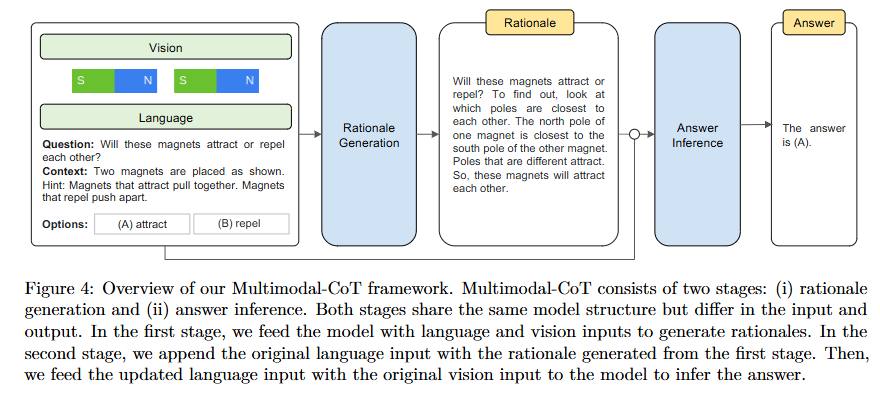 Vision
S N S N
Language
Question: Will these magnets attract or repel
each other?
Context: Two magnets are placed as shown.
Hint: Magnets that attract pull together. Magnets
that repel push apart.
Options: (A) attract (B) repel
Rationale
Generation
Rationale
Will these magnets attract or
repel? To find out, look at
which poles are closest to
each other. The north pole of
one magnet is closest to the
south pole of the other magnet.
Poles that are different attract.
So, these magnets will attract
each other.
Answer
Inference
Answer
The answer
is (A).
Figure 4: Overview of our Multimodal-CoT framework. Multimodal-CoT consists of two stages: (i) rationale
generation and (ii) answer inference. Both stages share the same model structure but differ in the input and
output. In the first stage, we feed the model with language and vision inputs to generate rationales. In the
second stage, we append the original language input with the rationale generated from the first stage. Then,
we feed the updated language input with the original vision input to the model to infer the answer.